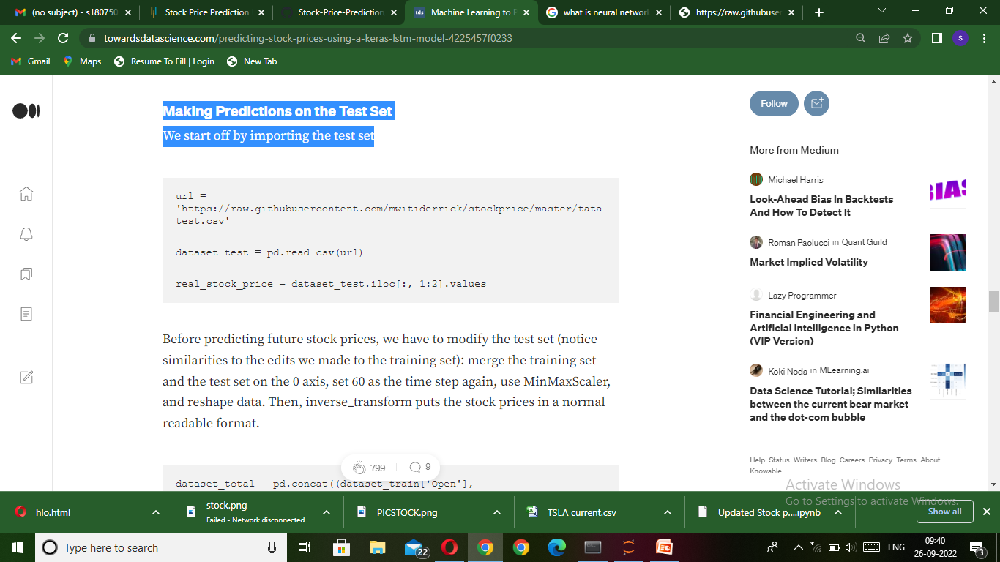 (no subject) - s180750
Stock Price Prediction
Stock-Price-Prediction
tds
Machine Learning to P
what is neural networ
https://raw.githubuser
towardsdatascience.com/predicting-stock-prices-using-a-keras-lstm-model-4225457f0233
S
Gmail
Maps
Resume To Fill | Login
New Tab
Making Predictions on the Test Set
We start off by importing the test set
url =
'https://raw.githubusercontent.com/mwitiderrick/stockprice/master/tata
test.csv'
dataset_test = pd.read_csv(url)
real_stock_price = dataset_test.iloc[:, 1:2].values
Before predicting future stock prices, we have to modify the test set (notice
similarities to the edits we made to the training set): merge the training set
and the test set on the 0 axis, set 60 as the time step again, use MinMaxScaler,
and reshape data. Then, inverse_transform puts the stock prices in a normal
readable format.
799
9
dataset_total = pd.concat((dataset_train['Open'],
Follow
More from Medium
Michael Harris
Look-Ahead Bias In Backtests
And How To Detect It
BIAS
Roman Paolucci in Quant Guild
Market Implied Volatility
Lazy Programmer
Financial Engineering and
Artificial Intelligence in Python
(VIP Version)
Koki Noda in MLearning.ai
Data Science Tutorial; Similarities
between the current bear market
and the dot-com bubble
Help Status Writers Blog Careers Privacy Terms About
Knowable
Activate Windows
Go to Settings to activate Windows.
hlo.html
stock.png
Failed - Network disconnected
PICSTOCK.png
TSLA current.csv
Updated Stock p....ipynb
Show all
Type here to search
22
ENG
09:40
26-09-2022
3